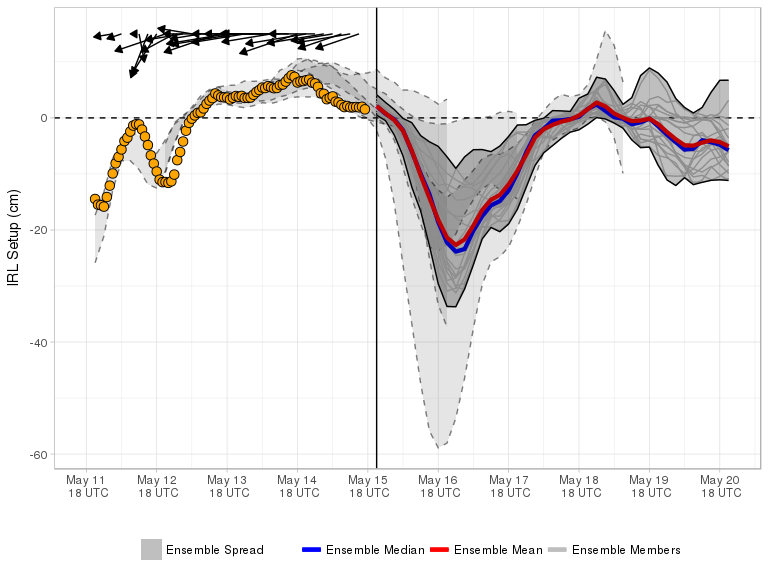 IRL Setup (cm)
0
-20
-40
-60
May 11 May 12 May 13 May 14 May 15 May 16 May 17 May 18 May 19 May 20
18 UTC 18 UTC 18 UTC 18 UTC 18 UTC 18 UTC 18 UTC 18 UTC 18 UTC 18 UTC
Ensemble Spread Ensemble Median Ensemble Mean Ensemble Members